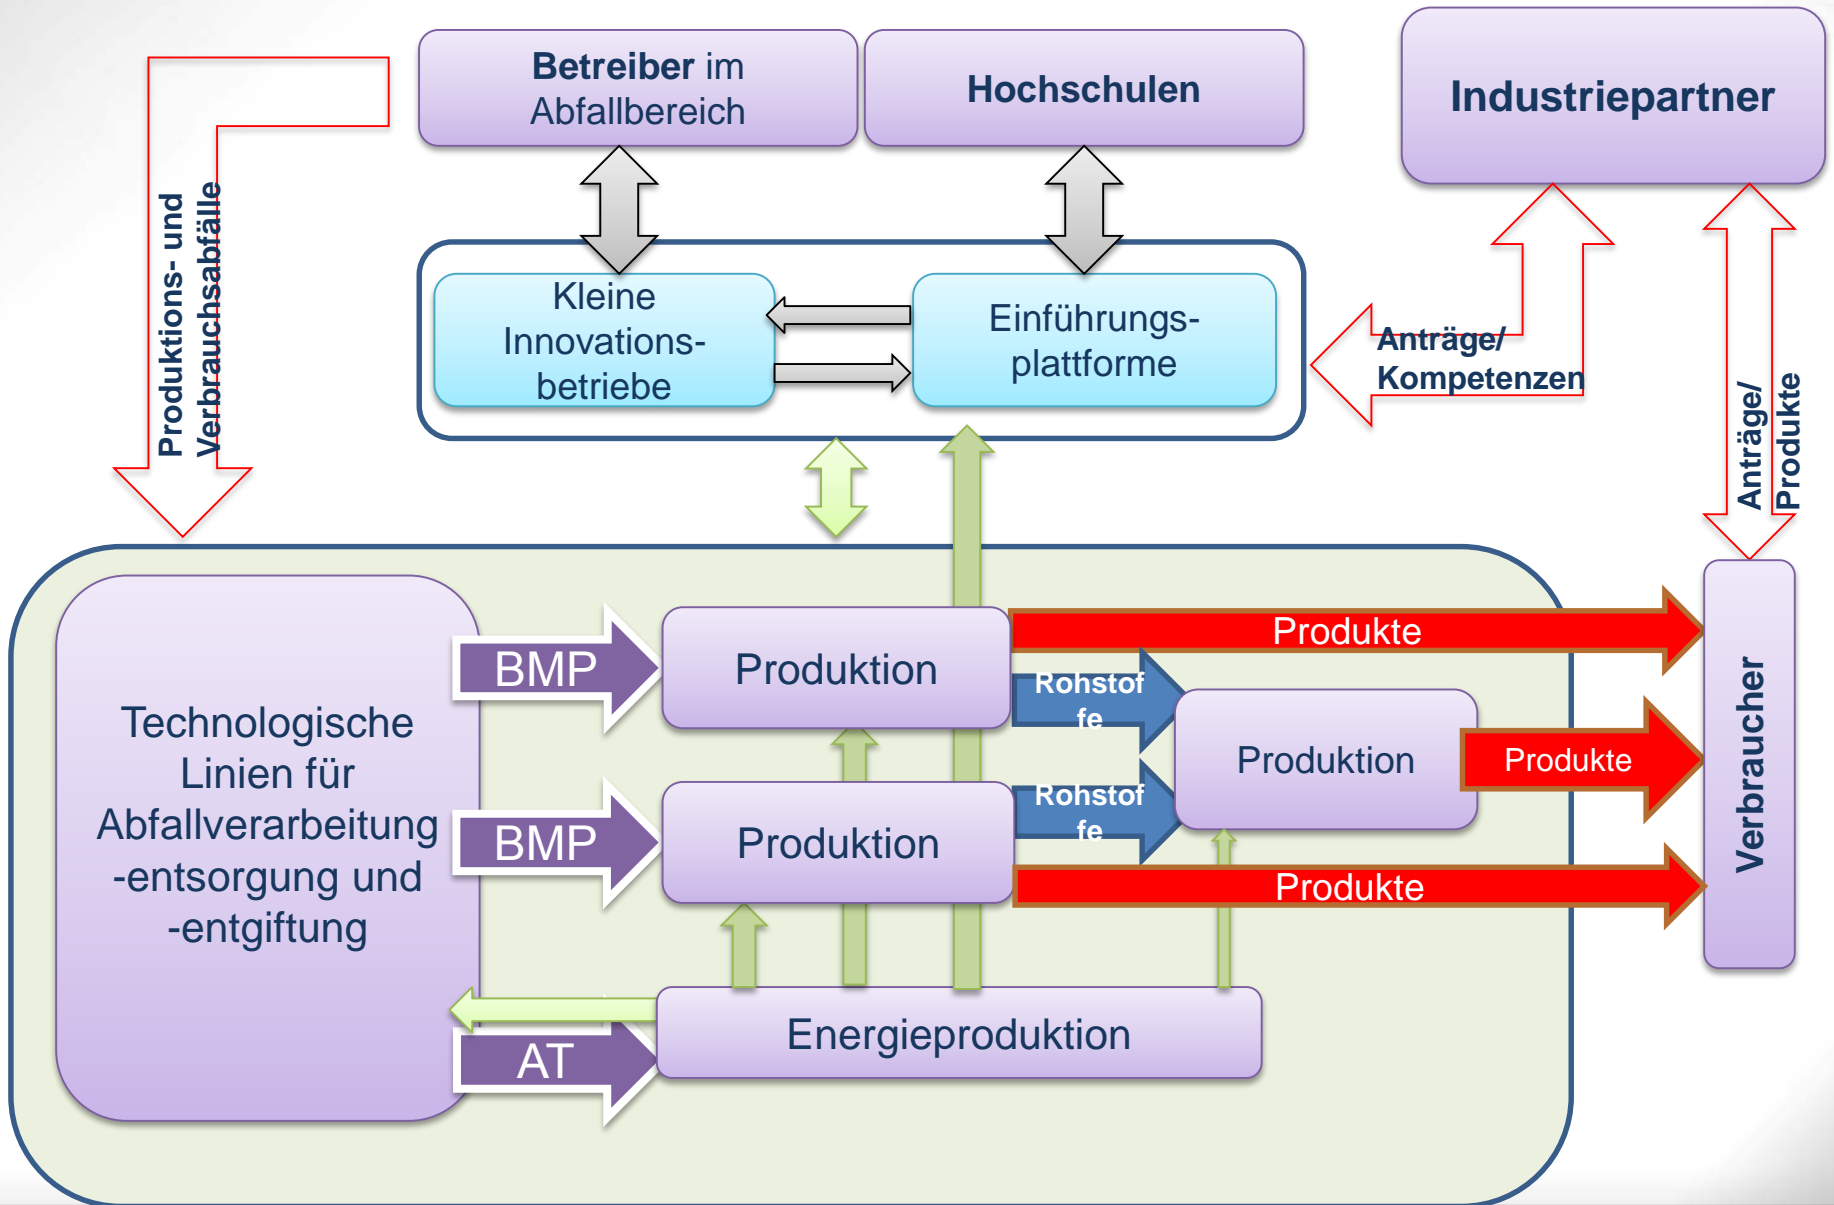 Betreiber im
Abfallbereich
Hochschulen
Industriepartner
Produktions- und
Verbrauchsabfälle
Kleine
Innovations-
betriebe
Einführungs-
plattforme
Anträge/
Kompetenzen
Anträge/
Produkte
Technologische
Linien für
Abfallverarbeitung
-entsorgung und
-entgiftung
BMP
Produktion
Produkte
Rohstof
fe
Produktion
Produkte
BMP
Produktion
Rohstof
fe
Produkte
Verbraucher
AT
Energieproduktion